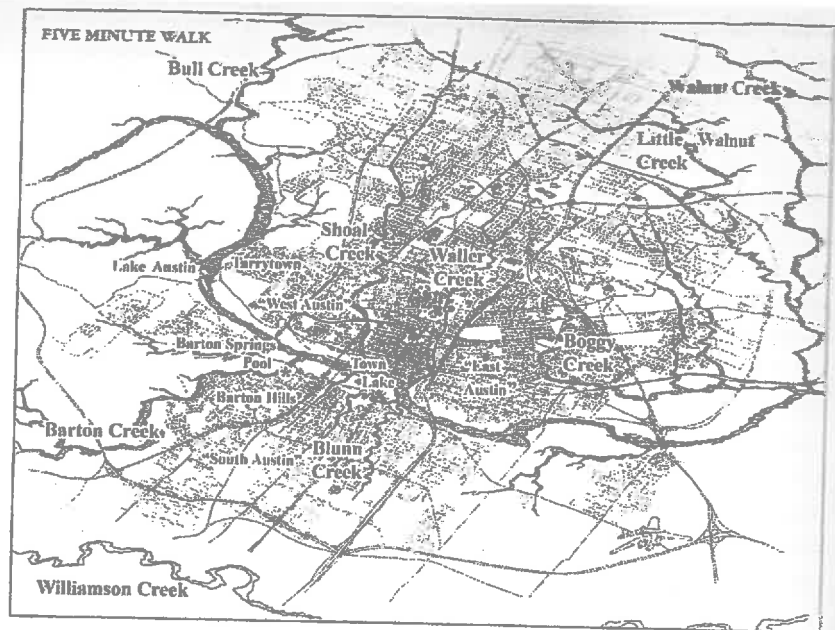 FIVE MINUTE WALK
Bull Creek
Walnut Creek
Little Walnut
Creek
Shoal
Creek
Waller
Creek
Lake Austin
Tarrytown
"West Austin
Barton Springs
Pool
Town
Lake
"East
Austin"
Boggy
Creek
Barton Hills
Barton Creek
"South Austin"
Blunn
Creek
Williamson Creek